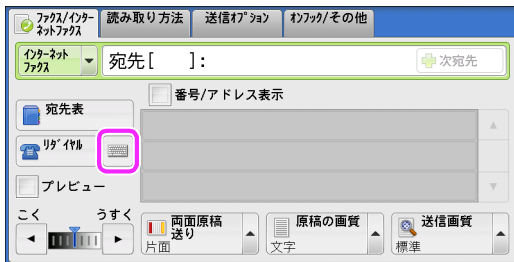 ファクス/インター
ネットファクス
読み取り方法
送信オプション
オンフック/その他
インターネット
ファクス
宛先[　　]:
次宛先
番号/アドレス表示
宛先表
リダイヤル
プレビュー
こく　うすく
両面原稿
送り
片面
原稿の画質
文字
送信画質
標準